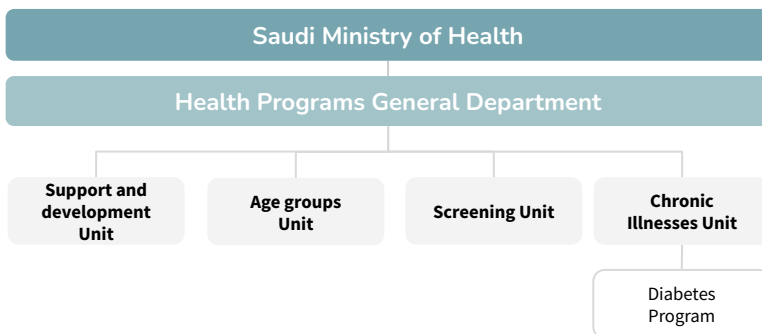 Saudi Ministry of Health
Health Programs General Department
Support and
development
Unit
Age groups
Unit
Screening Unit
Chronic
Illnesses Unit
Diabetes
Program